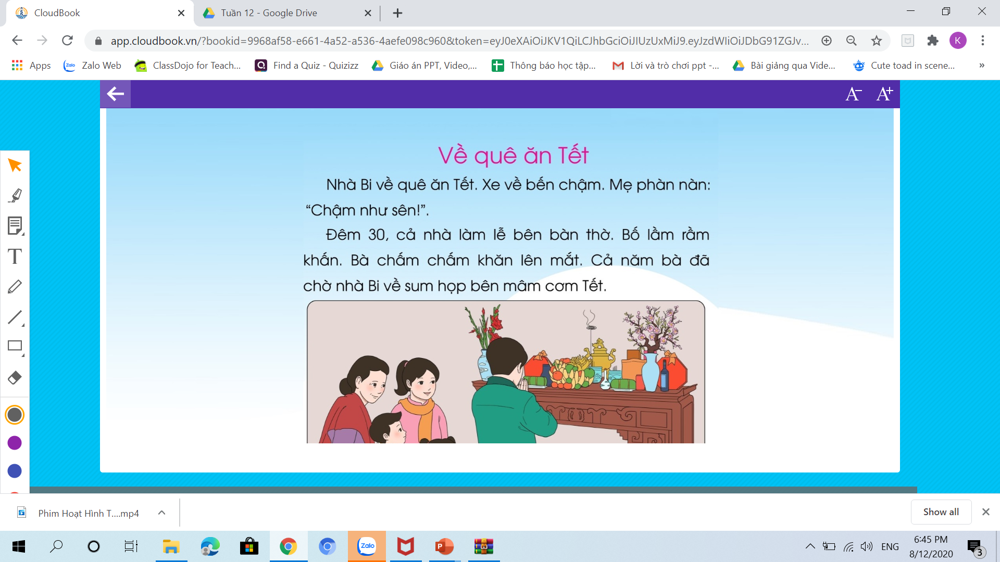 CloudBook
Tuần 12 - Google Drive
app.cloudbook.vn/?bookid=9968af58-e661-4a52-a536-4aefe098c960&token=eyJ0eXAiOiJKV1QiLCJhbGciOiJIUzUxMiJ9.eyJzdWIiOiJDbG91ZGJv...
K
Apps
Zalo Web
ClassDojo for Teach...
Find a Quiz - Quizizz
Giáo án PPT, Video,...
Thông báo học tập...
Lời và trò chơi ppt -...
Bài giảng qua Vide...
Cute toad in scene...
»
A- A+
Về quê ăn Tết
Nhà Bi về quê ăn Tết. Xe về bến chậm. Mẹ phàn nàn:
“Chậm như sên!”.
Đêm 30, cả nhà làm lễ bên bàn thờ. Bố lầm rầm
khấn. Bà chấm chấm khăn lên mắt. Cả năm bà đã
chờ nhà Bi về sum họp bên mâm cơm Tết.
T
Phim Hoạt Hình T....mp4
Show all
Zalo
ENG
6:45 PM
8/12/2020
3